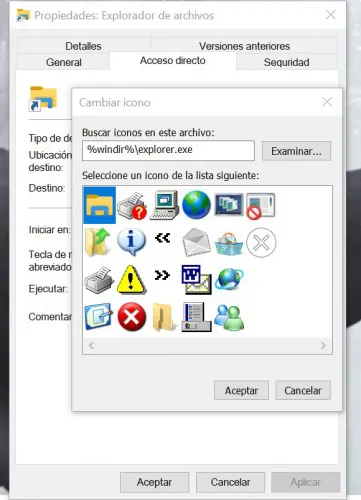 Propiedades: Explorador de archivos
Detalles
Versiones anteriores
General
Acceso directo
Seguridad
Cambiar icono
Buscar iconos en este archivo:
%windir%\explorer.exe
Examinar...
Seleccione un icono de la lista siguiente:
Tipo de de
Ubicación
destino:
Destino:
Iniciar en:
Tecla de m
abreviado
Ejecutar:
Comentar
Aceptar
Cancelar
Aceptar
Cancelar
Aplicar